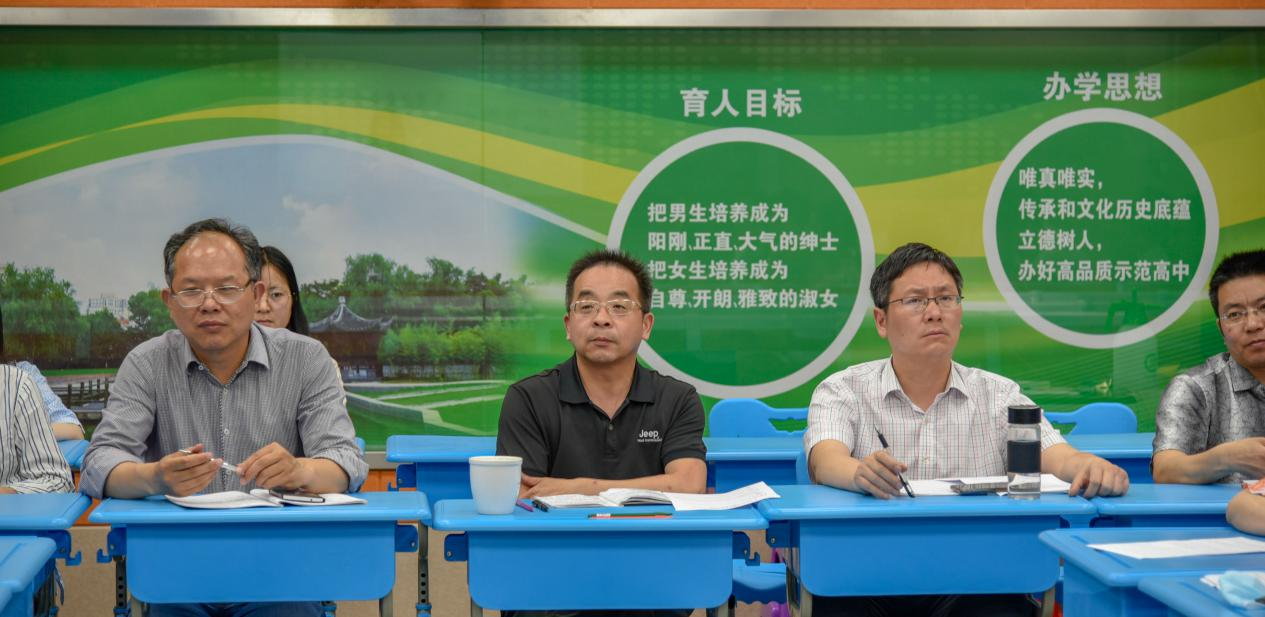 育人目标
把男生培养成为
阳刚、正直、大气的绅士
把女生培养成为
自尊、开朗、雅致的淑女
办学思想
唯真唯实，
传承和文化历史底蕴
立德树人，
办好高品质示范高中
Jeep